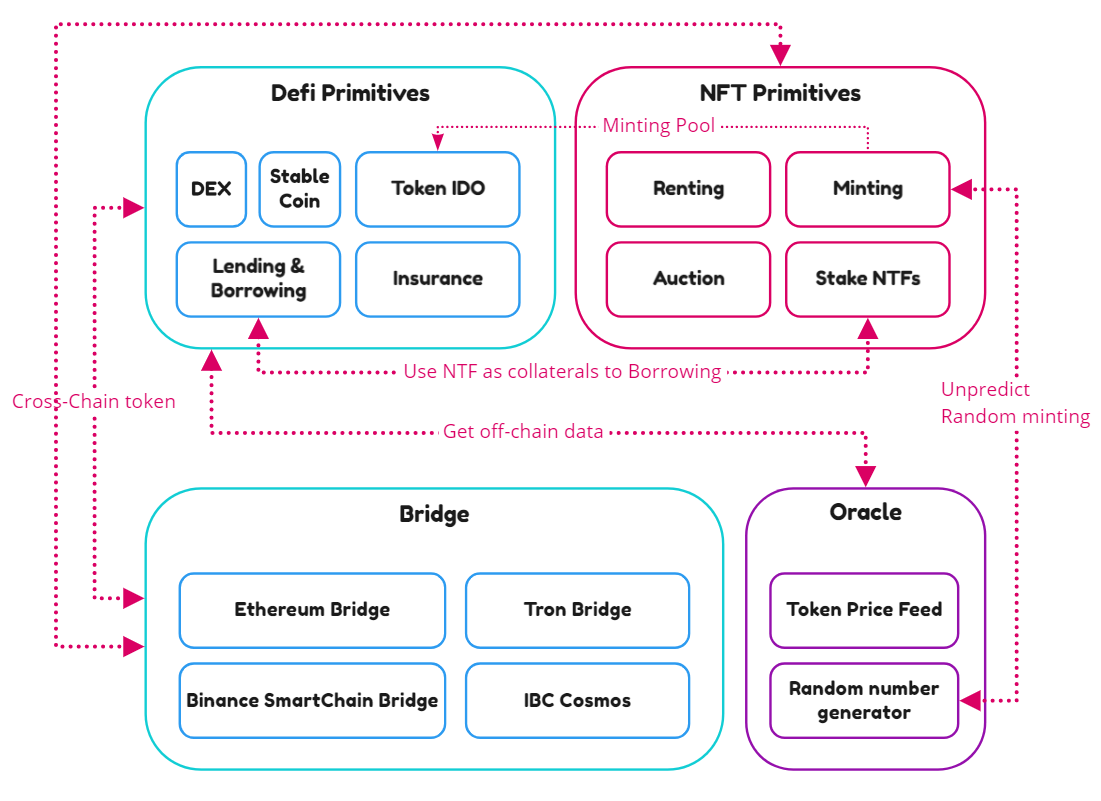 Defi Primitives
NFT Primitives
Minting Pool
DEX
Stable
Coin
Token IDO
Renting
Minting
Lending &
Borrowing
Insurance
Auction
Stake NTFs
Use NTF as collaterals to Borrowing
Cross-Chain token
Unpredict
Random minting
Get off-chain data
Bridge
Oracle
Ethereum Bridge
Tron Bridge
Token Price Feed
Binance SmartChain Bridge
IBC Cosmos
Random number
generator